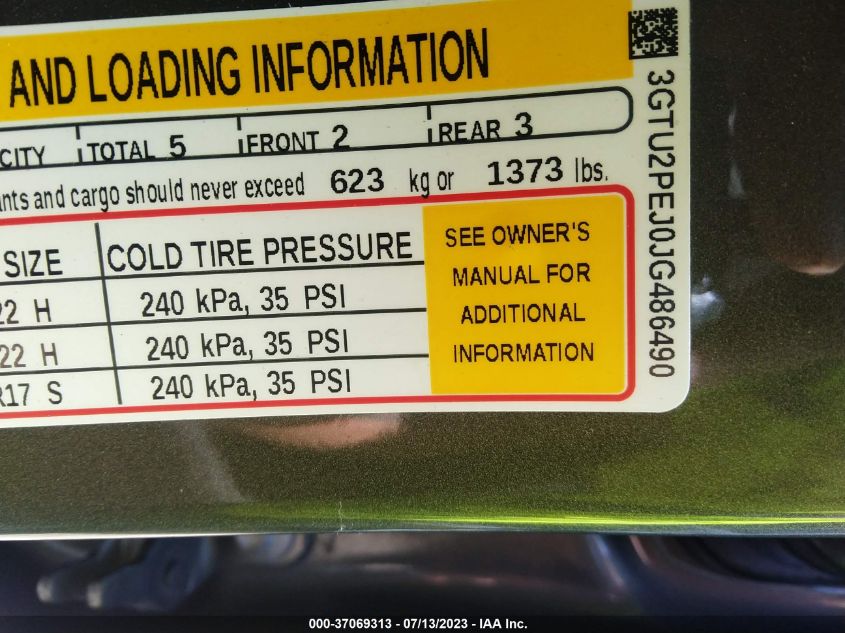 AND LOADING INFORMATION
CITY TOTAL 5 FRONT 2 REAR 3
and cargo should never exceed 623 kg or 1373 lbs.
SIZE COLD TIRE PRESSURE
22 H 240 kPa, 35 PSI
22 H 240 kPa, 35 PSI
R17 S 240 kPa, 35 PSI
SEE OWNER'S
MANUAL FOR
ADDITIONAL
INFORMATION
3GTU2PEJ0JG486490
000-37069313 - 07/13/2023 - IAA Inc.